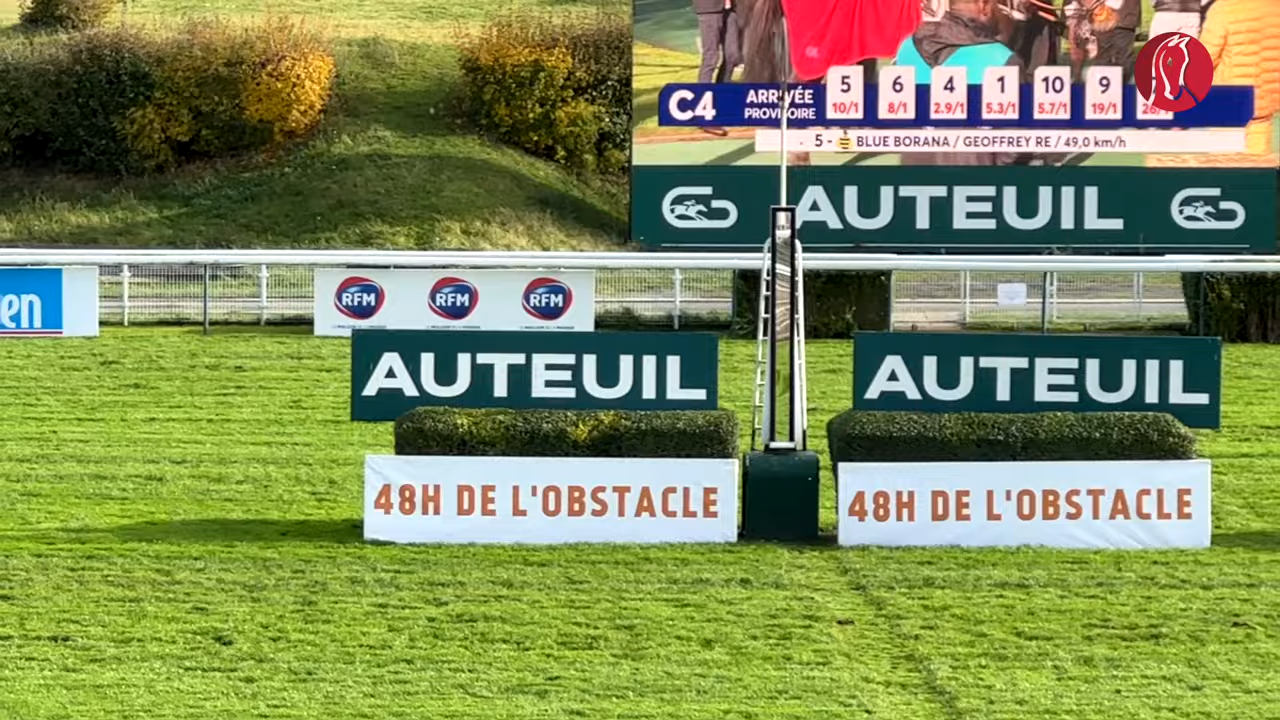 C4 ARRIVÉE PROVISOIRE
5 6 4 1 10 9
10/1 8/1 2.9/1 5.3/1 5.7/1 19/1
5 - BLUE BORANA / GEOFFREY RE / 49,0 km/h
AUTEUIL
en
RFM RFM RFM
AUTEUIL AUTEUIL
48H DE L'OBSTACLE 48H DE L'OBSTACLE